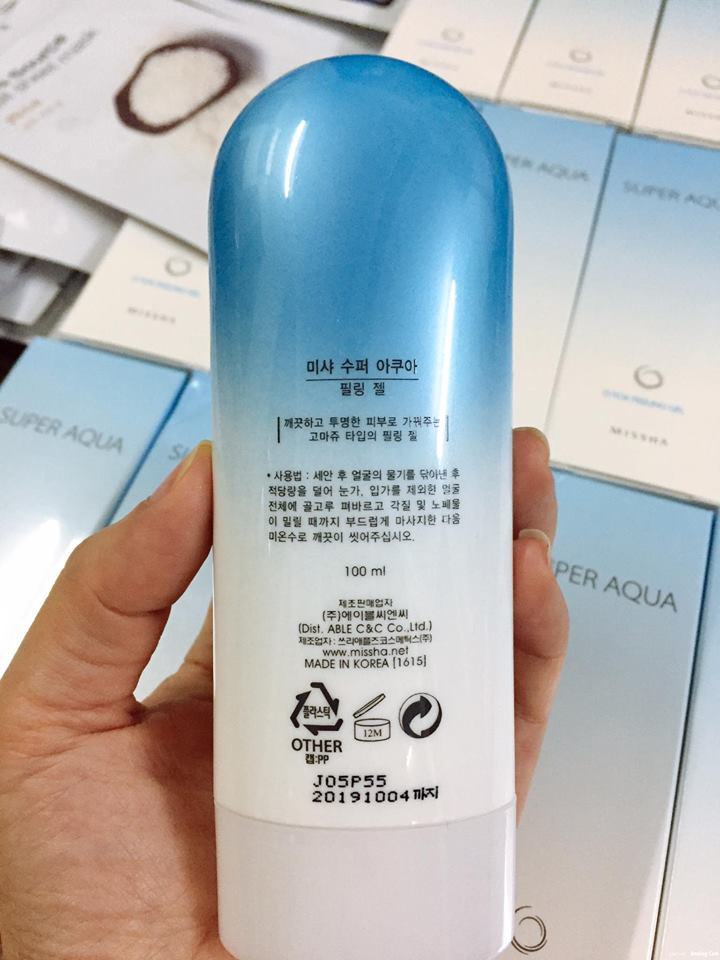 미샤 수퍼 아쿠아
필링 젤
깨끗하고 투명한 피부로 가꿔주는
고마쥬 타입의 필링 젤
• 사용법 : 세안 후 얼굴의 물기를 닦아낸 후
적당량을 덜어 눈가, 입가를 제외한 얼굴
전체에 골고루 펴바르고 각질 및 노폐물
이 밀릴 때까지 부드럽게 마사지한 다음
미온수로 깨끗이 씻어주십시오.
100 ml
제조판매업자
(주)에이블씨엔씨
(Dist. ABLE C&C Co.,Ltd.)
제조업자 : 쓰리애플즈코스메틱스(주)
www.missha.net
MADE IN KOREA [1615]
플라스틱
12M
OTHER
캡:PP
J05P55
20191004까지
SUPER AQUA
MISSHA
SUPER AQUA
MISSHA